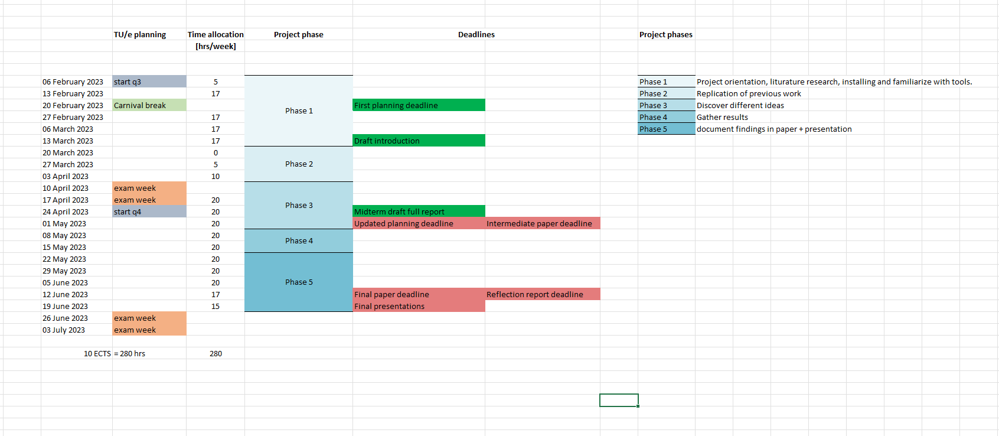 TU/e planning Time allocation Project phase Deadlines Project phases
[hrs/week]
06 February 2023 start q3 5 Phase 1 Project orientation, liturature research, installing and familiarize with tools.
13 February 2023 17 Phase 2 Replication of previous work
20 February 2023 Carnival break First planning deadline Phase 3 Discover different ideas
Phase 1
27 February 2023 17 Phase 4 Gather results
06 March 2023 17 Phase 5 document findings in paper + presentation
13 March 2023 17 Draft introduction
20 March 2023 0
27 March 2023 5 Phase 2
03 April 2023 10
10 April 2023 exam week
17 April 2023 exam week 20
Phase 3
24 April 2023 start q4 20 Midterm draft full report
01 May 2023 20 Updated planning deadline Intermediate paper deadline
08 May 2023 20
Phase 4
15 May 2023 20
22 May 2023 20
29 May 2023 20
05 June 2023 20 Phase 5
12 June 2023 17 Final paper deadline Reflection report deadline
19 June 2023 15 Final presentations
26 June 2023 exam week
03 July 2023 exam week
10 ECTS = 280 hrs 280